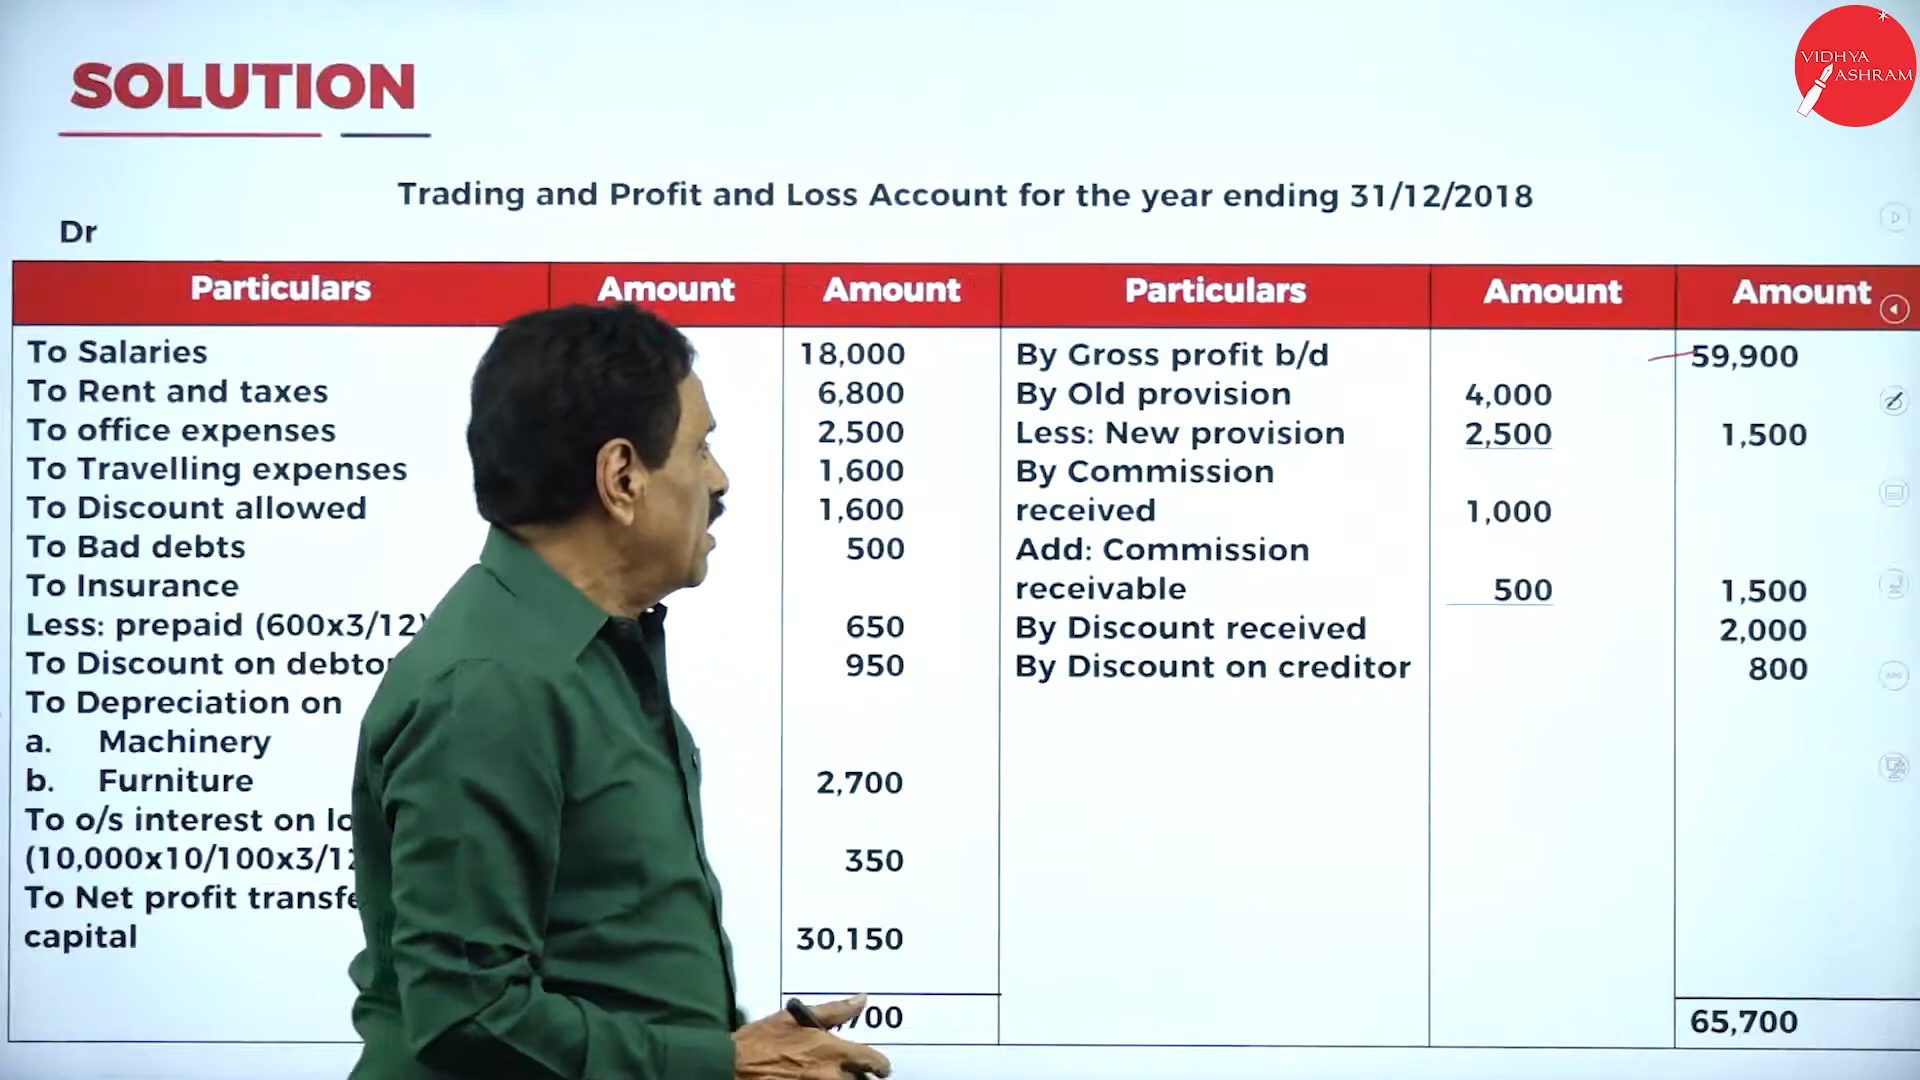 VIDHYA
ASHRAM
SOLUTION
Trading and Profit and Loss Account for the year ending 31/12/2018
Dr
Particulars Amount Amount Particulars Amount Amount
To Salaries 18,000 By Gross profit b/d 59,900
To Rent and taxes 6,800 By Old provision 4,000
To office expenses 2,500 Less: New provision 2,500 1,500
To Travelling expenses 1,600 By Commission
To Discount allowed 1,600 received 1,000
To Bad debts 500 Add: Commission
To Insurance receivable 500 1,500
Less: prepaid (600x3/12) 650 By Discount received 2,000
To Discount on 950 By Discount on creditor 800
To Depreciation on
a. Machinery
b. Furniture 2,700
To o/s interest on
(10,000x10/100x3/12 350
To Net profit
capital 30,150
65,700